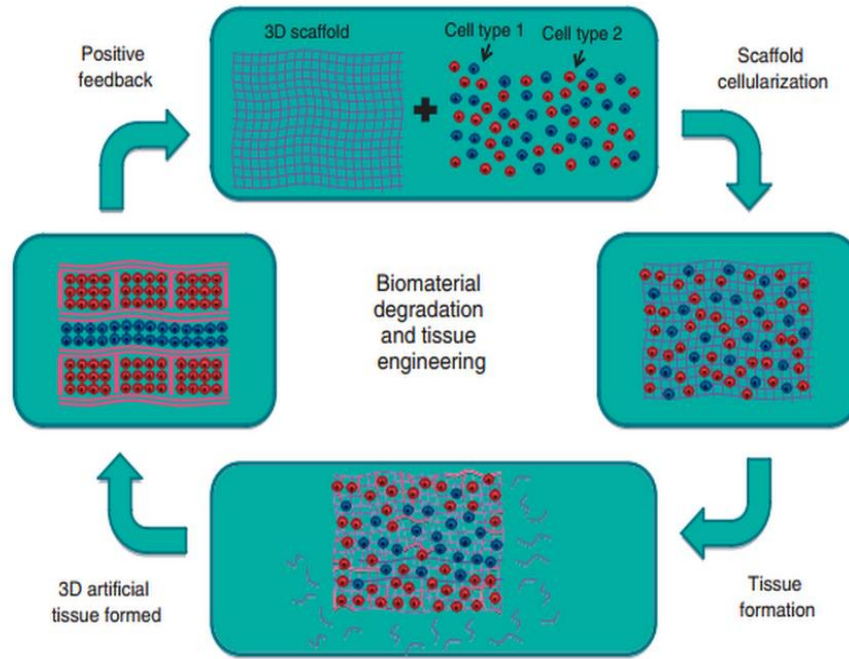 3D scaffold
Cell type 1
Cell type 2
Positive
feedback
Scaffold
cellularization
Biomaterial
degradation
and tissue
engineering
3D artificial
tissue formed
Tissue
formation